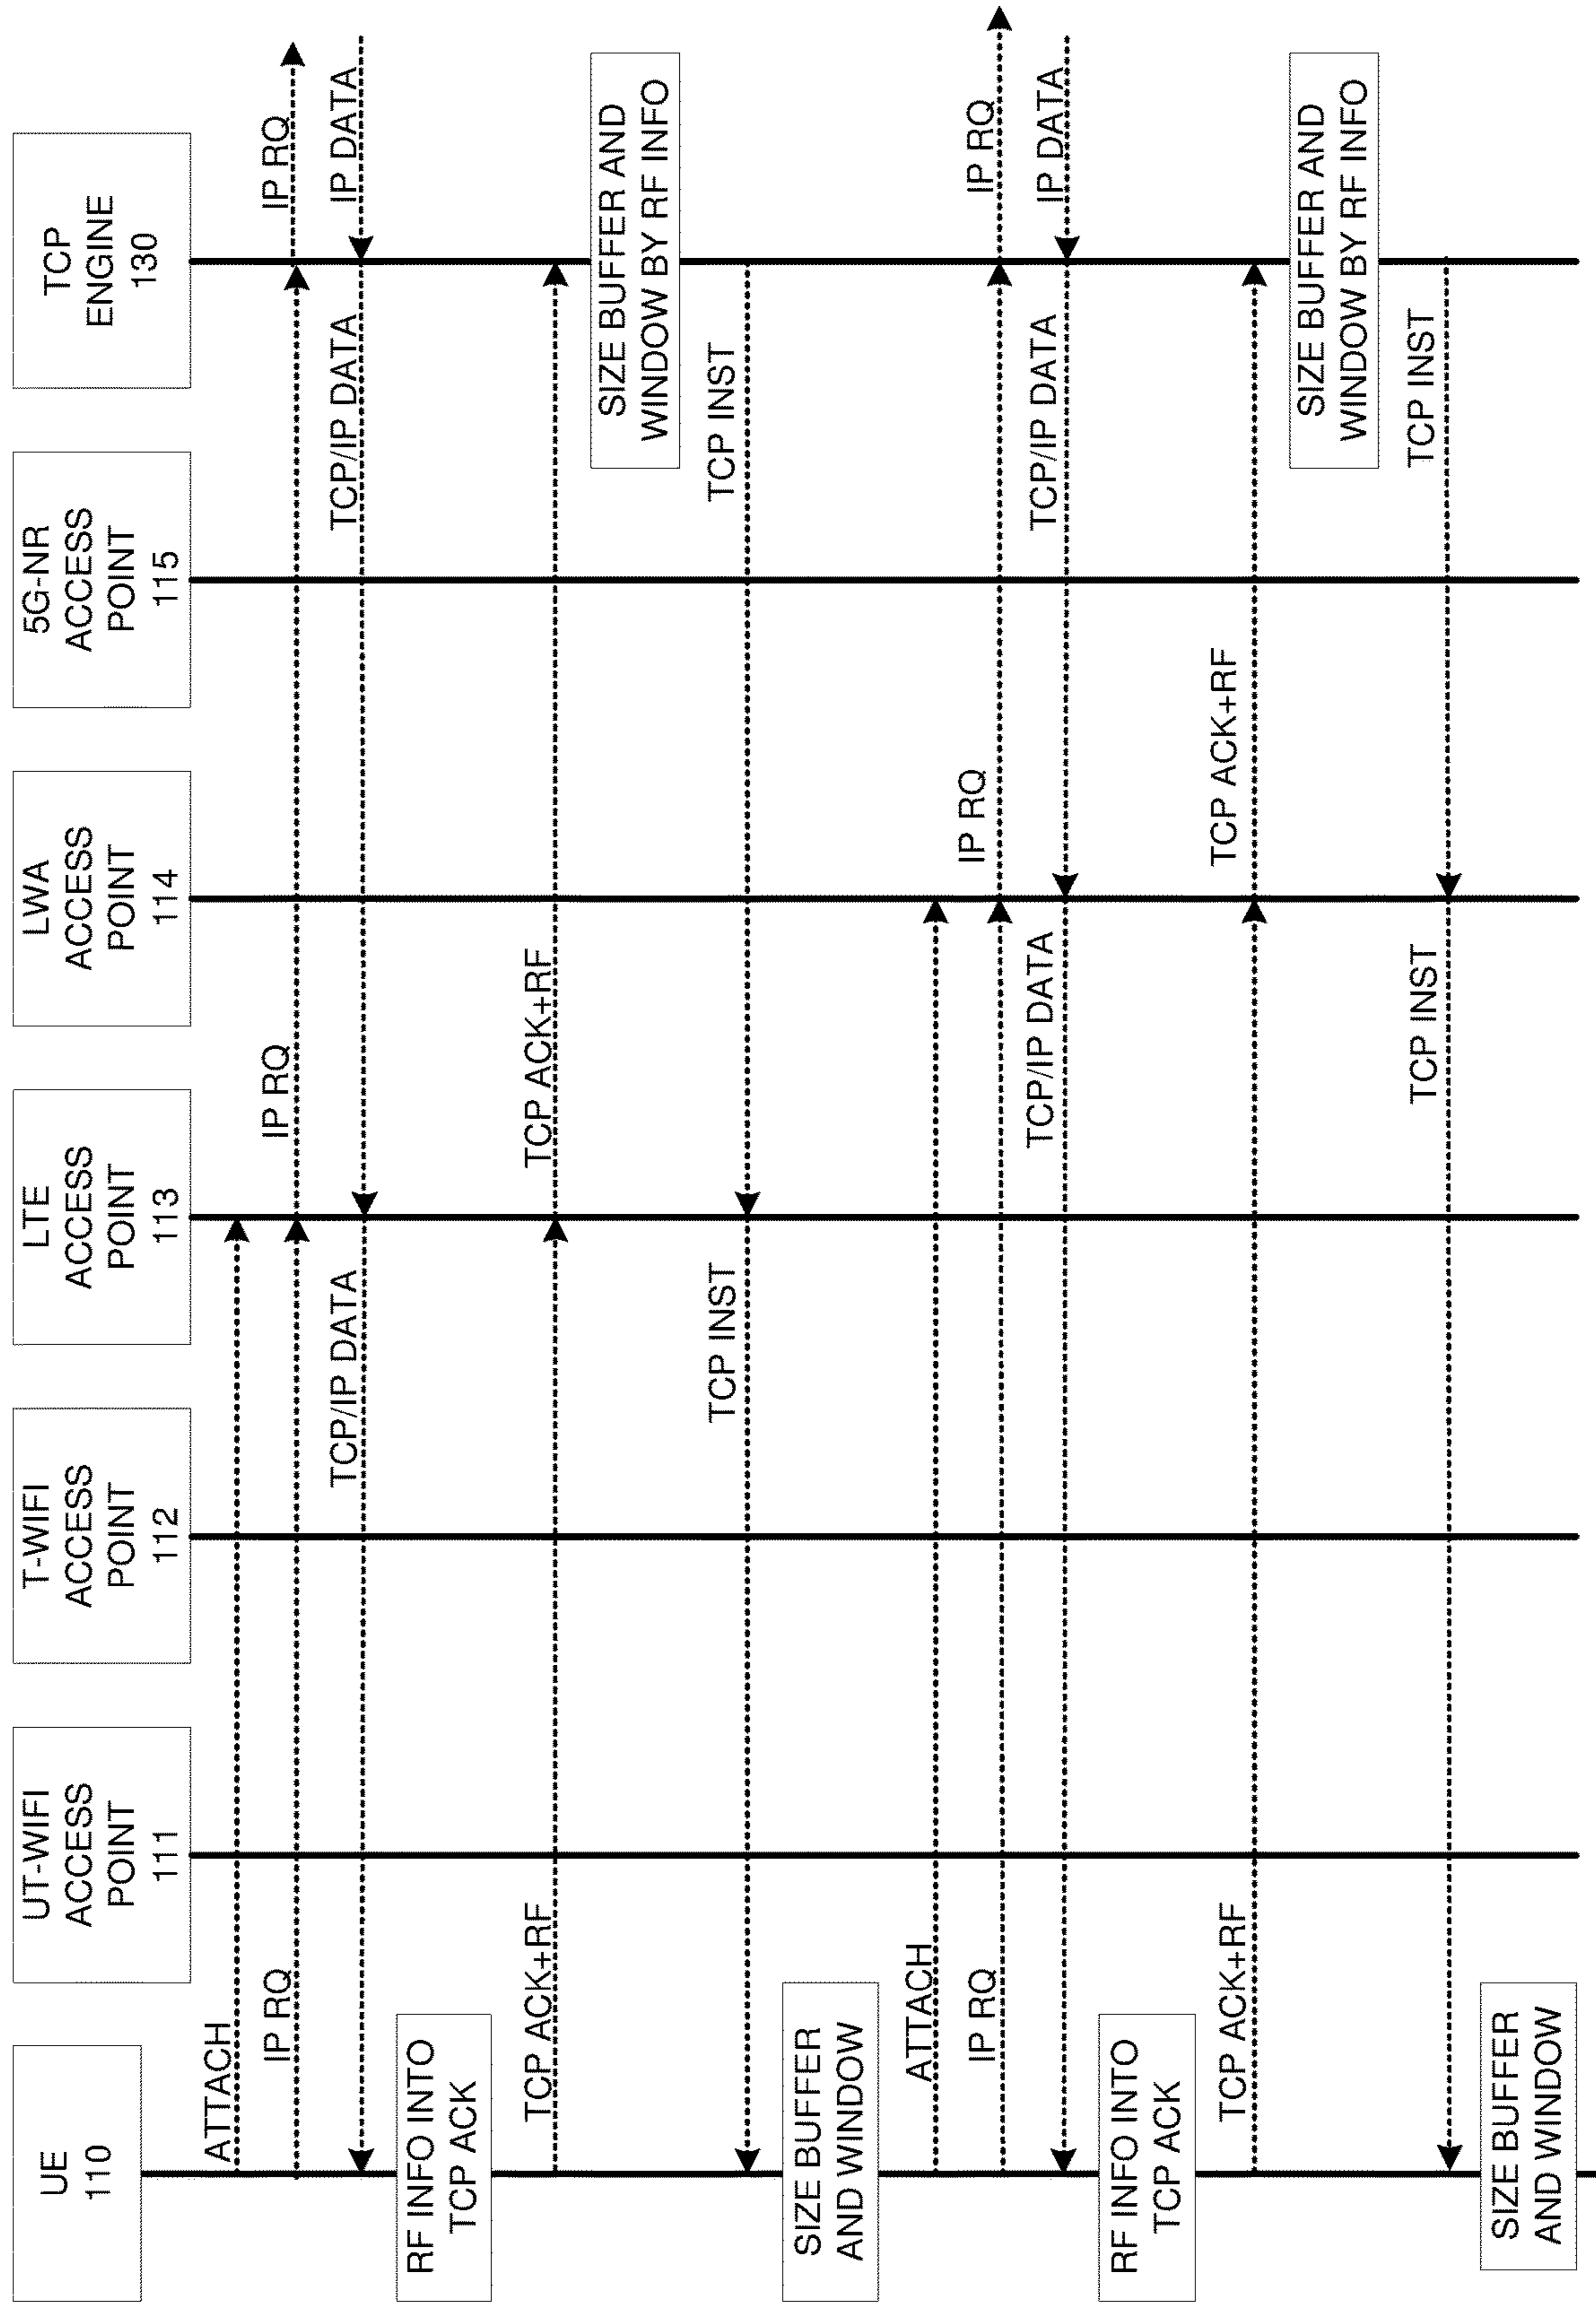 UE
110
UT-WIFI
ACCESS
POINT
111
T-WIFI
ACCESS
POINT
112
LTE
ACCESS
POINT
113
LWA
ACCESS
POINT
114
5G-NR
ACCESS
POINT
115
TCP
ENGINE
130
ATTACH
IP RQ
IP RQ
IP RQ
TCP/IP DATA
TCP/IP DATA
IP DATA
RF INFO INTO
TCP ACK
TCP ACK+RF
TCP ACK+RF
SIZE BUFFER AND
WINDOW BY RF INFO
TCP INST
TCP INST
SIZE BUFFER
AND WINDOW
ATTACH
IP RQ
IP RQ
IP RQ
TCP/IP DATA
TCP/IP DATA
IP DATA
RF INFO INTO
TCP ACK
TCP ACK+RF
TCP ACK+RF
SIZE BUFFER AND
WINDOW BY RF INFO
TCP INST
TCP INST
SIZE BUFFER
AND WINDOW